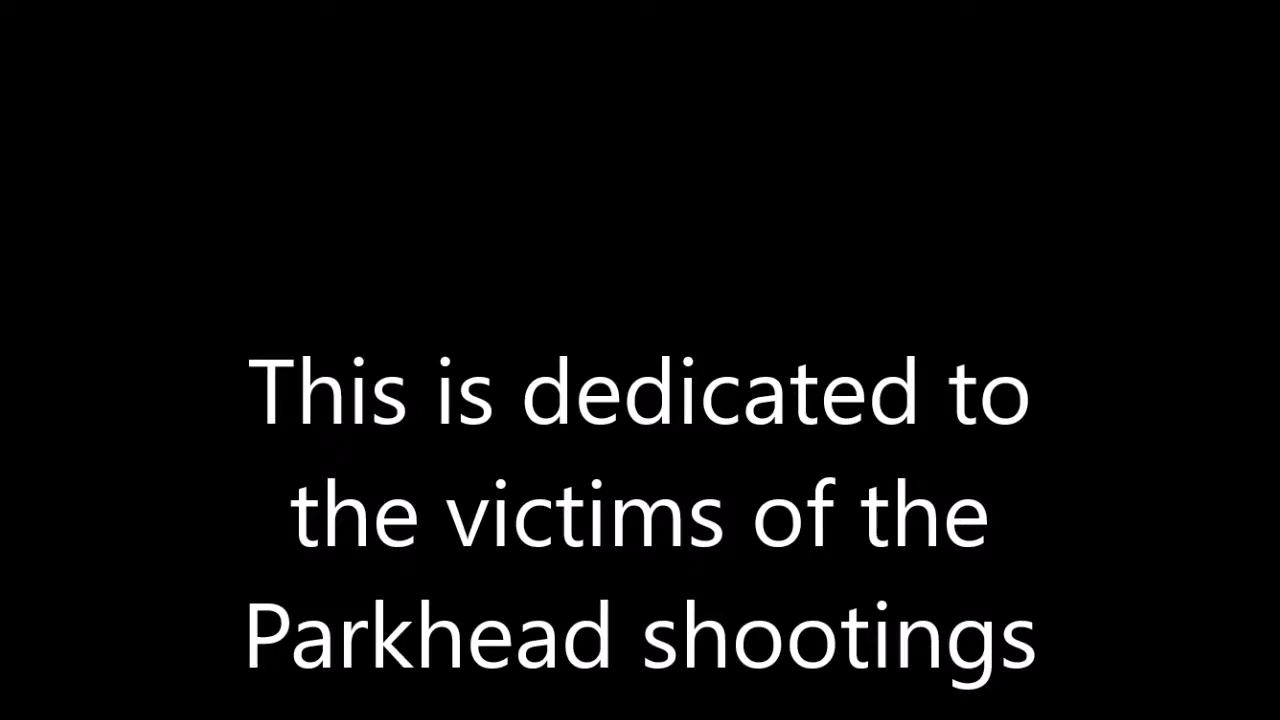 This is dedicated to
the victims of the
Parkhead shootings